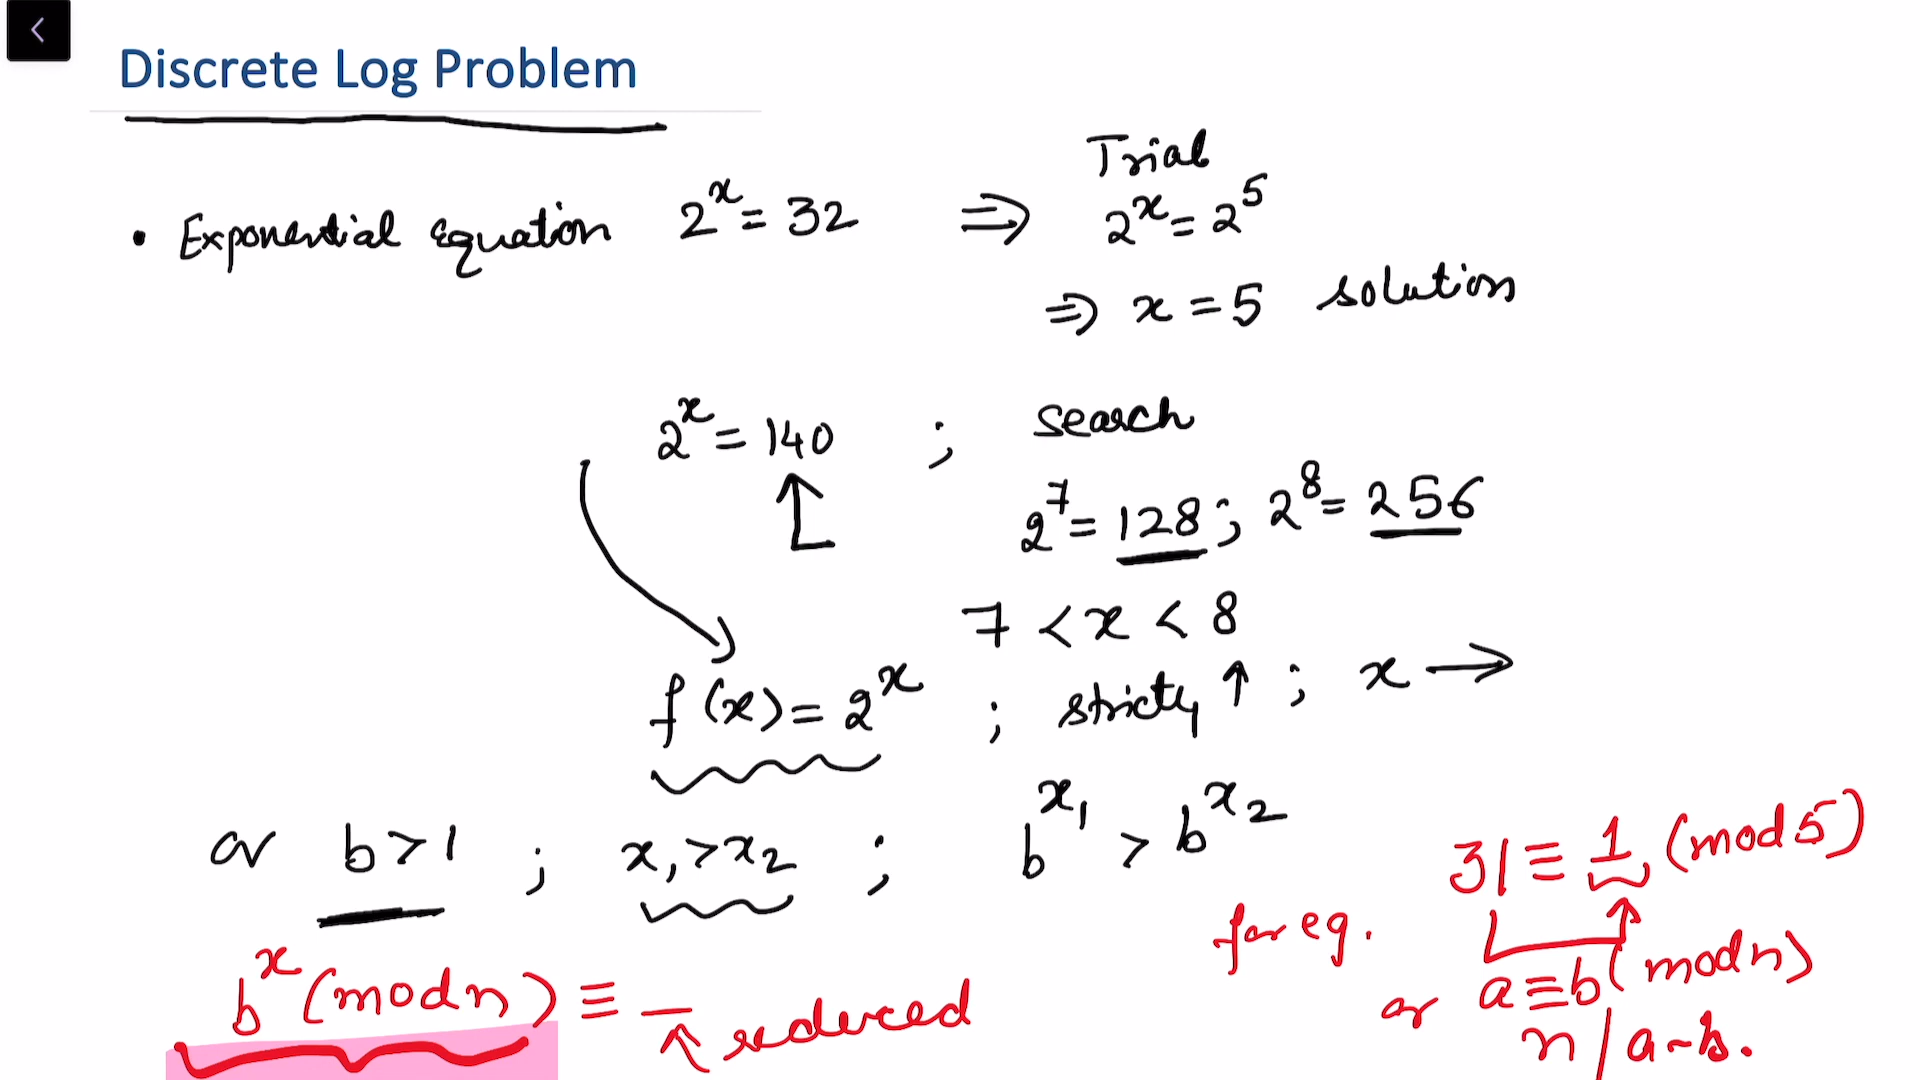 Discrete Log Problem
Trial
• Exponential equation 2^x = 32 ⇒ 2^x = 2^5
⇒ x = 5 solution
2^x = 140 ; search
2^7 = 128 ; 2^8 = 256
7 < x < 8
f(x) = 2^x ; strictly ↑ ; x →
or b > 1 ; x₁ > x₂ ; b^x₁ > b^x₂
31 ≡ 1 (mod 5)
for eg.
or a ≡ b (mod n)
b^x (mod n) ≡ _ ↑ reduced
n | a-b.